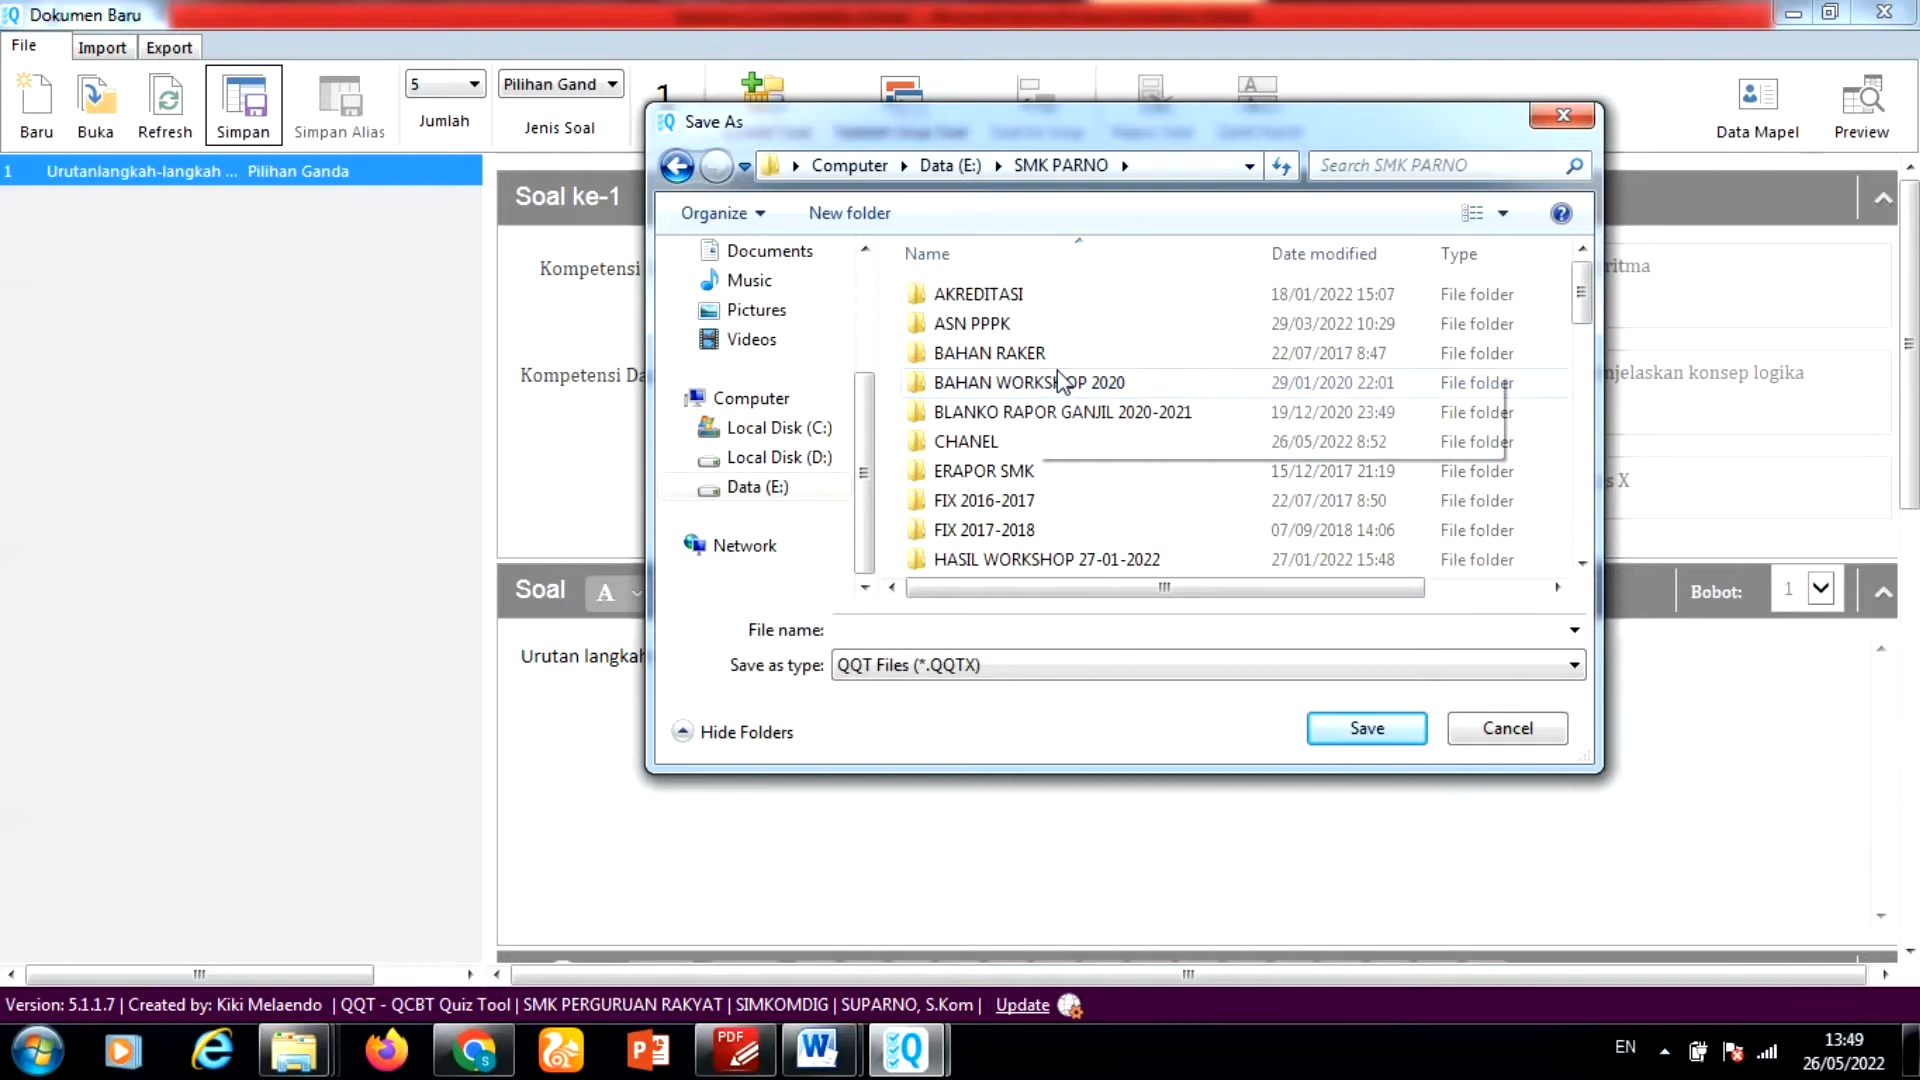 Dokumen Baru
File Import Export
Baru Buka Refresh Simpan Simpan Alias
5
Jumlah
Pilihan Gand
Jenis Soal
1
Data Mapel Preview
1 Urutanlangkah-langkah ... Pilihan Ganda
Soal ke-1
Kompetensi
ritma
Kompetensi Da
njelaskan konsep logika
s X
Soal A
Bobot: 1
Urutan langkah
Save As
Computer Data (E:) SMK PARNO
Search SMK PARNO
Organize New folder
Documents
Music
Pictures
Videos
Computer
Local Disk (C:)
Local Disk (D:)
Data (E:)
Network
Name Date modified Type
AKREDITASI 18/01/2022 15:07 File folder
ASN PPPK 29/03/2022 10:29 File folder
BAHAN RAKER 22/07/2017 8:47 File folder
BAHAN WORKSHOP 2020 29/01/2020 22:01 File folder
BLANKO RAPOR GANJIL 2020-2021 19/12/2020 23:49 File folder
CHANEL 26/05/2022 8:52 File folder
ERAPOR SMK 15/12/2017 21:19 File folder
FIX 2016-2017 22/07/2017 8:50 File folder
FIX 2017-2018 07/09/2018 14:06 File folder
HASIL WORKSHOP 27-01-2022 27/01/2022 15:48 File folder
File name:
Save as type: QQT Files (*.QQTX)
Hide Folders
Save Cancel
Version: 5.1.1.7 | Created by: Kiki Melaendo | QQT - QCBT Quiz Tool | SMK PERGURUAN RAKYAT | SIMKOMDIG | SUPARNO, S.Kom | Update
PDF
EN
13:49
26/05/2022